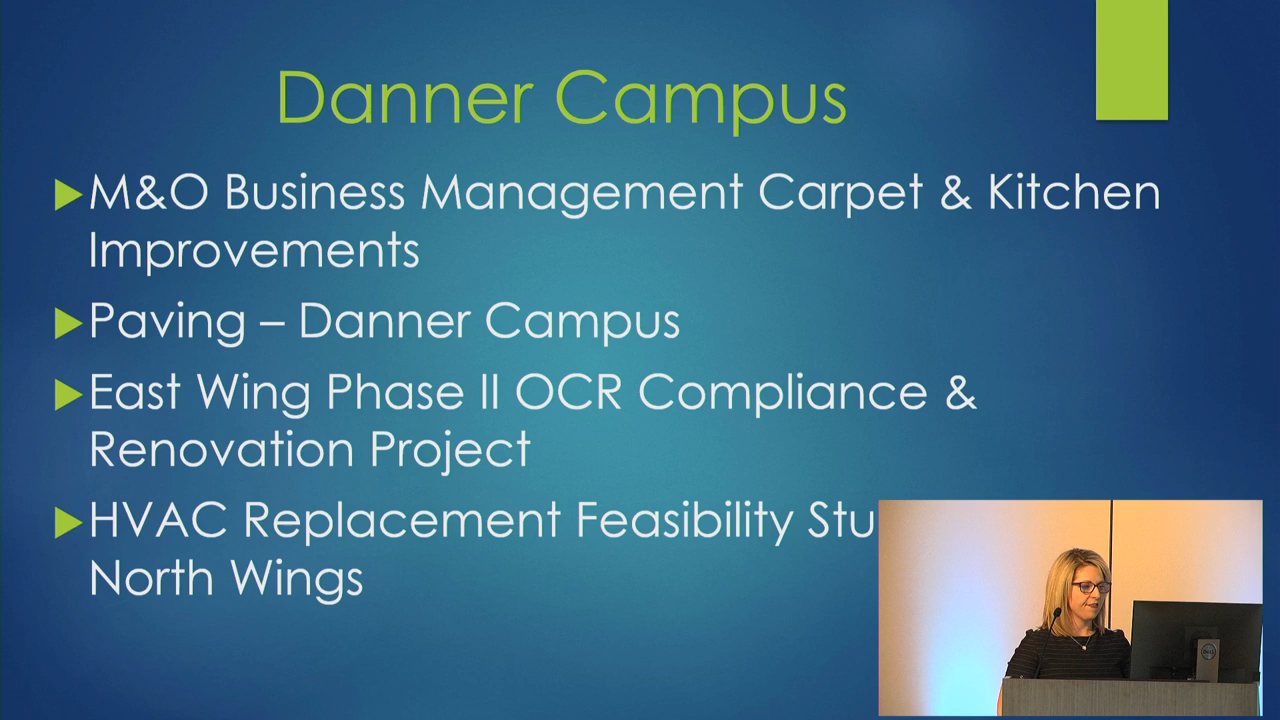 Danner Campus
M&O Business Management Carpet & Kitchen
Improvements
Paving – Danner Campus
East Wing Phase II OCR Compliance &
Renovation Project
HVAC Replacement Feasibility
North Wings
DELL